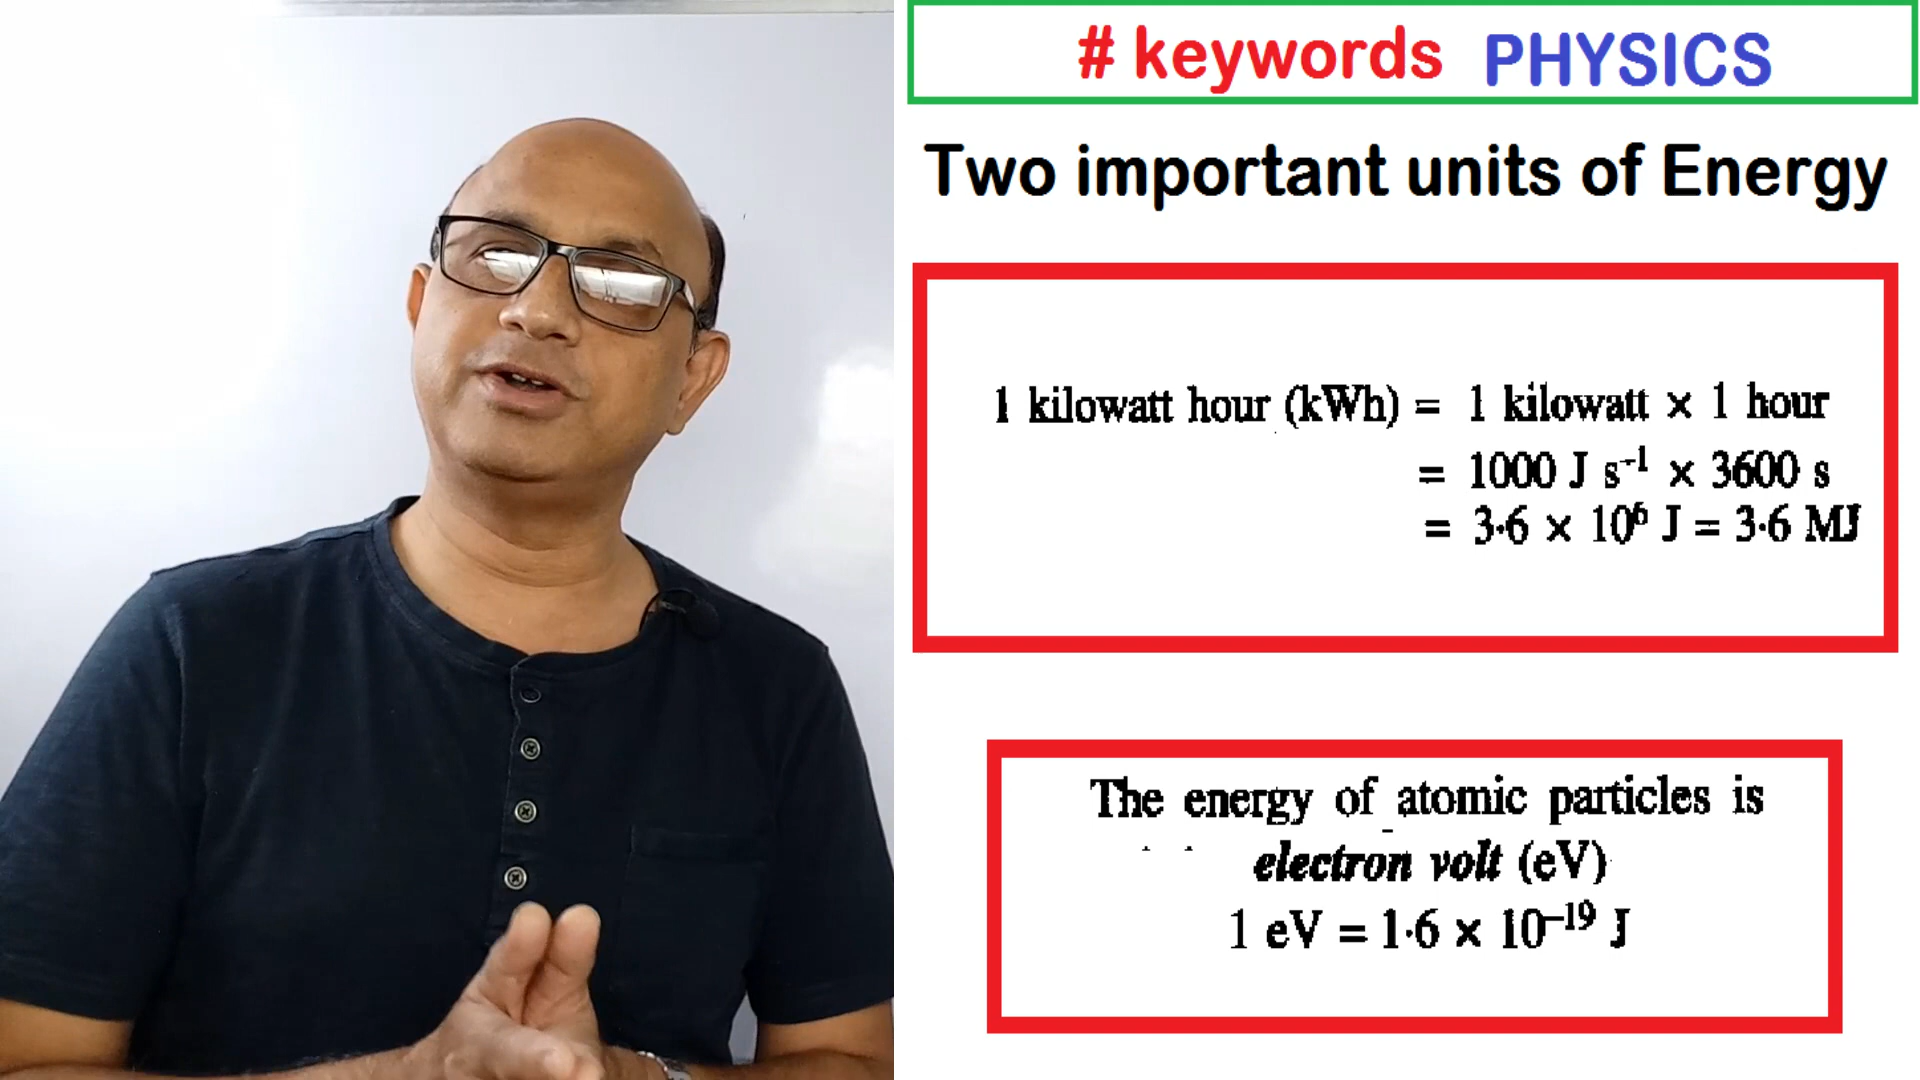 # keywords PHYSICS
Two important units of Energy
1 kilowatt hour (kWh) = 1 kilowatt × 1 hour
= 1000 J s⁻¹ × 3600 s
= 3·6 × 10⁶ J = 3·6 MJ
The energy of atomic particles is
electron volt (eV)
1 eV = 1·6 × 10⁻¹⁹ J